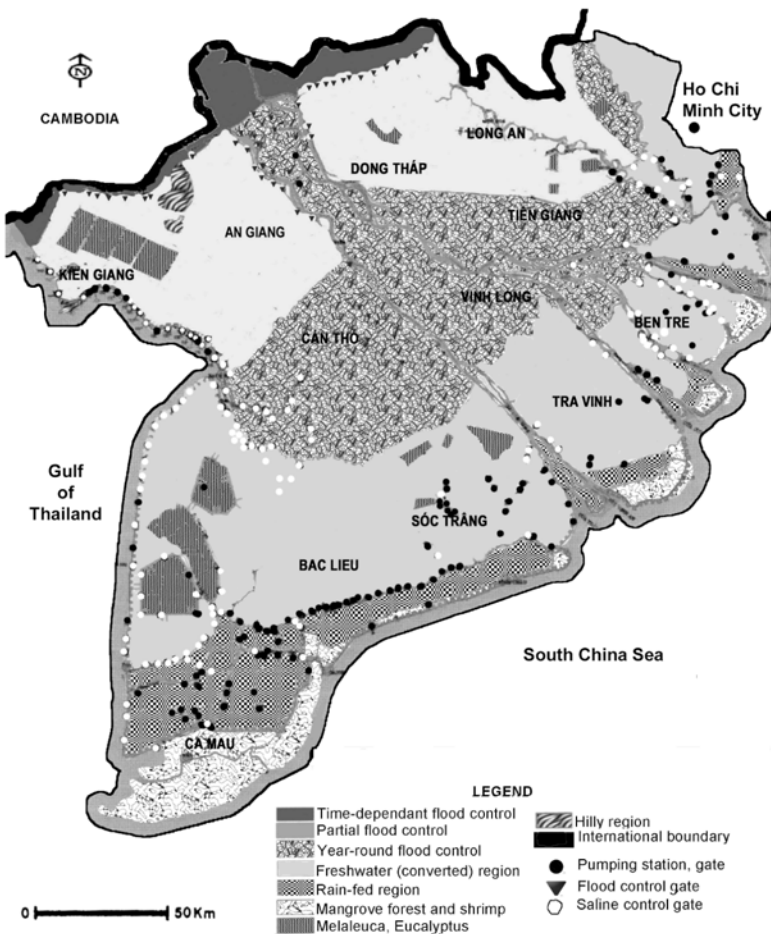 CAMBODIA
N
Ho Chi
Minh City
LONG AN
DONG THÁP
TIEN GIANG
AN GIANG
KIEN GIANG
VINH LONG
BEN TRE
CAN THO
TRA VINH
Gulf
of
Thailand
SÓC TRĂNG
BAC LIEU
South China Sea
CA MAU
LEGEND
Time-dependant flood control
Partial flood control
Year-round flood control
Freshwater (converted) region
Rain-fed region
Mangrove forest and shrimp
Melaleuca, Eucalyptus
Hilly region
International boundary
Pumping station, gate
Flood control gate
Saline control gate
0 50 Km